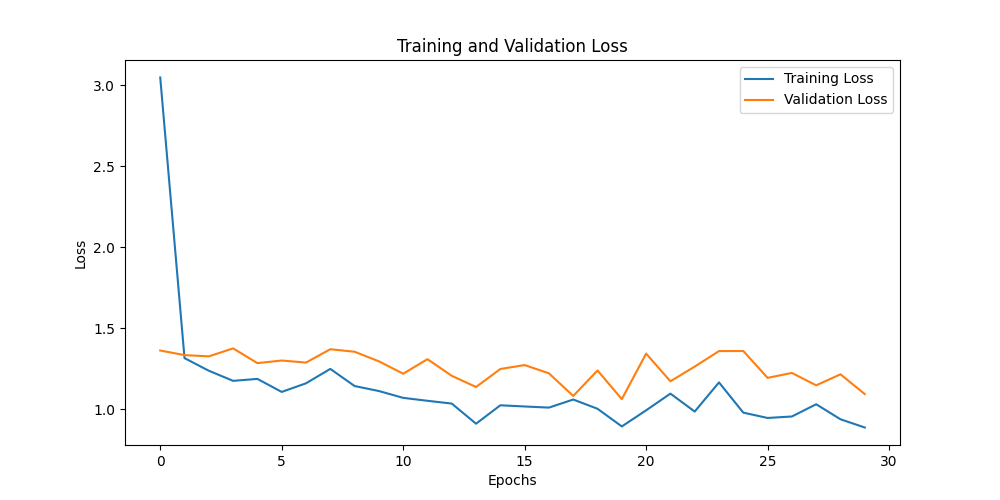 Training and Validation Loss
Training Loss
Validation Loss
3.0
2.5
2.0
1.5
1.0
Loss
0 5 10 15 20 25 30
Epochs